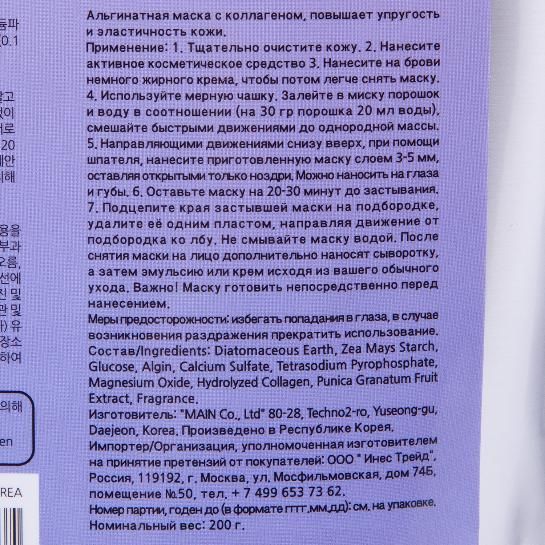 Альгинатная маска с коллагеном, повышает упругость
и эластичность кожи.
Применение: 1. Тщательно очистите кожу. 2. Нанесите
активное косметическое средство 3. Нанесите на брови
немного жирного крема, чтобы потом легче снять маску.
4. Используйте мерную чашку. Залейте в миску порошок
и воду в соотношении (на 30 гр порошка 20 мл воды),
смешайте быстрыми движениями до однородной массы.
5. Направляющими движениями снизу вверх, при помощи
шпателя, нанесите приготовленную маску слоем 3-5 мм,
оставляя открытыми только ноздри. Можно наносить на глаза
и губы. 6. Оставьте маску на 20-30 минут до застывания.
7. Подцепите края застывшей маски на подбородке,
удалите её одним пластом, направляя движение от
подбородка ко лбу. Не смывайте маску водой. После
снятия маски на лицо дополнительно наносят сыворотку,
а затем эмульсию или крем исходя из вашего обычного
ухода. Важно! Маску готовить непосредственно перед
нанесением.
Меры предосторожности: избегать попадания в глаза, в случае
возникновения раздражения прекратить использование.
Состав/Ingredients: Diatomaceous Earth, Zea Mays Starch,
Glucose, Algin, Calcium Sulfate, Tetrasodium Pyrophosphate,
Magnesium Oxide, Hydrolyzed Collagen, Punica Granatum Fruit
Extract, Fragrance.
Изготовитель: "MAIN Co., Ltd" 80-28, Techno2-ro, Yuseong-gu,
Daejeon, Korea. Произведено в Республике Корея.
Импортер/Организация, уполномоченная изготовителем
на принятие претензий от покупателей: ООО " Инес Трейд",
Россия, 119192, г. Москва, ул. Мосфильмовская, дом 74Б,
помещение №50, тел. + 7 499 653 73 62.
Номер партии, годен до (в формате гггг.мм.дд): см. на упаковке.
Номинальный вес: 200 г.